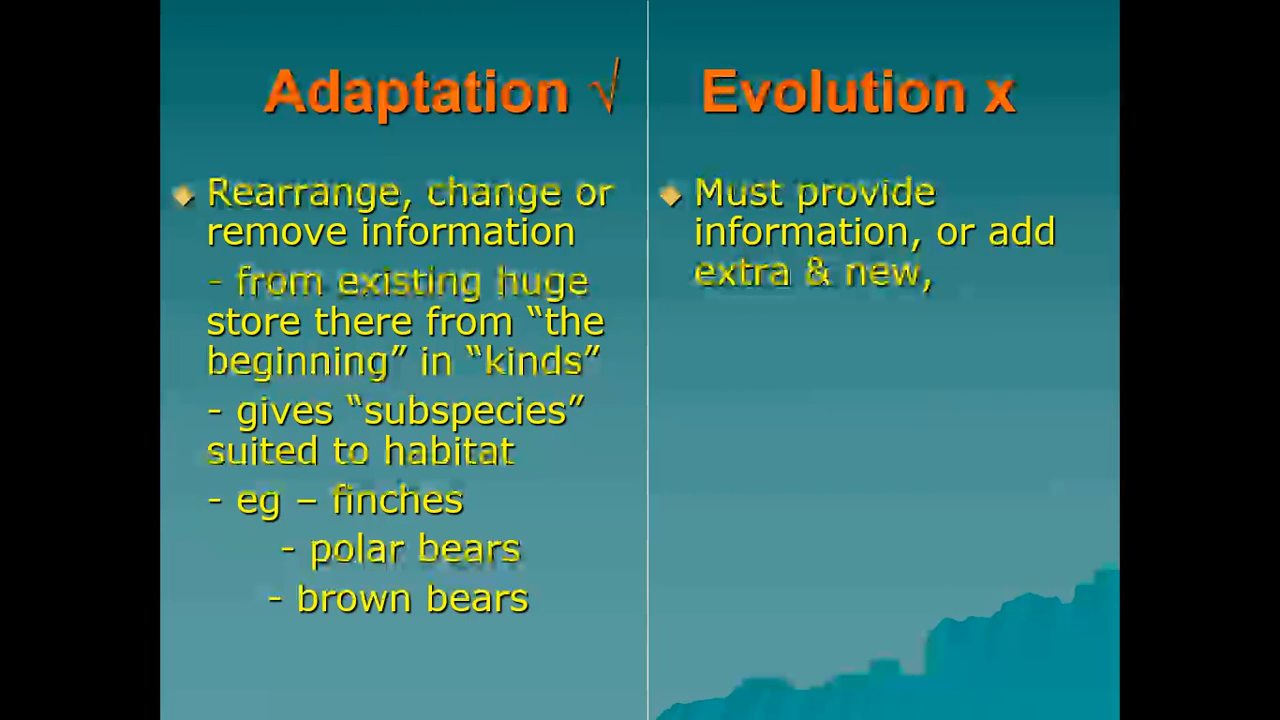 Adaptation √
Rearrange, change or
remove information
- from existing huge
store there from “the
beginning” in “kinds”
- gives “subspecies”
suited to habitat
- eg – finches
- polar bears
- brown bears
Evolution x
Must provide
information, or add
extra & new,